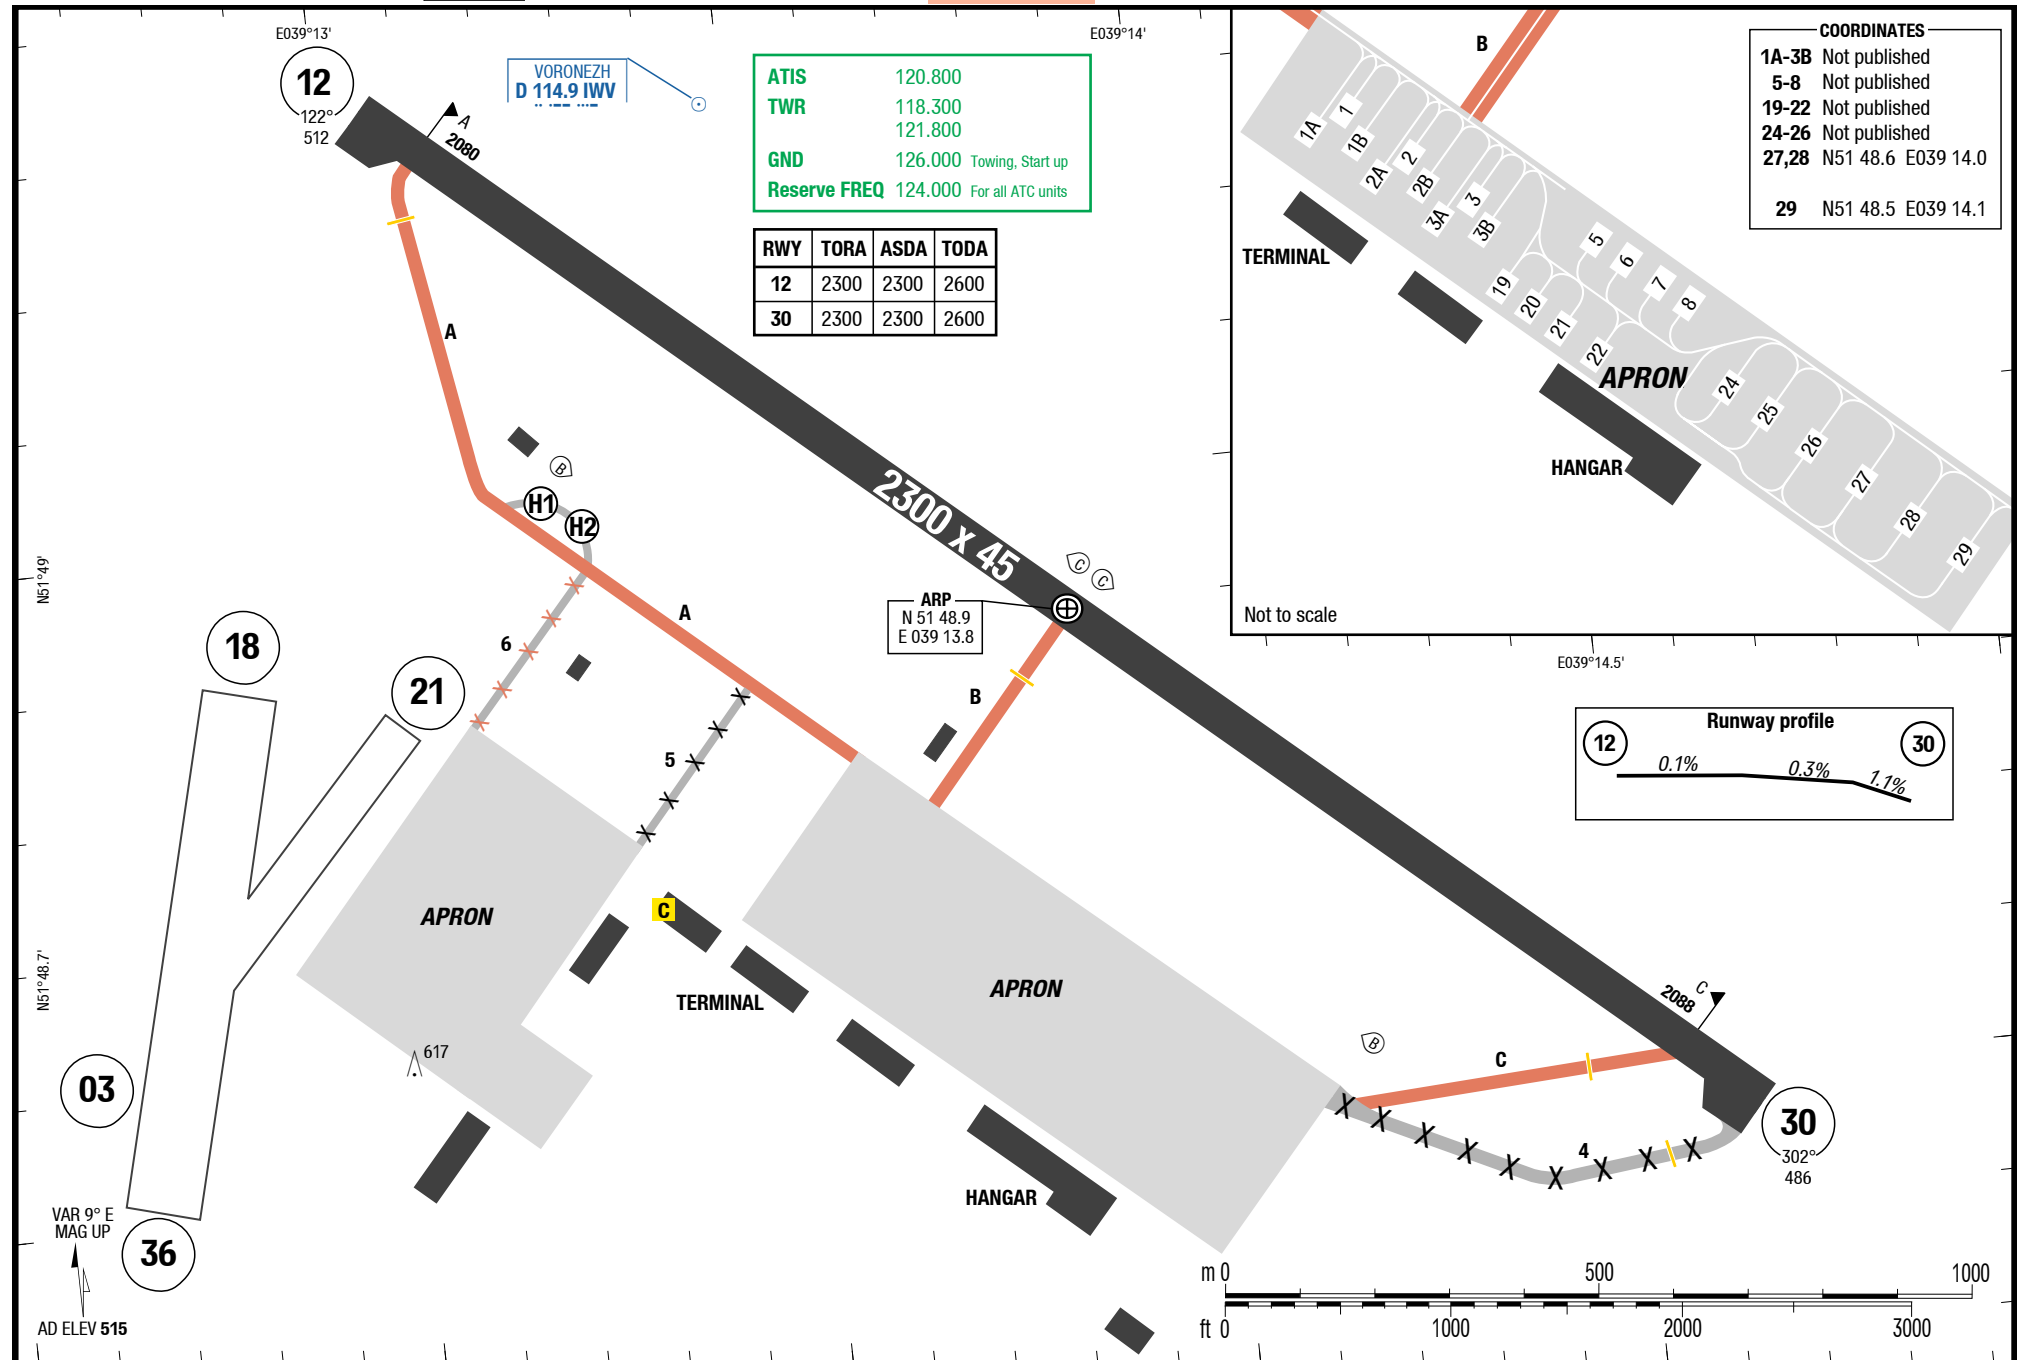 E039°13'
E039°14'
12
122°
512
A
2080
VORONEZH
D 114.9 IWV
ATIS 120.800
TWR 118.300
121.800
GND 126.000 Towing, Start up
Reserve FREQ 124.000 For all ATC units
RWY TORA ASDA TODA
12 2300 2300 2600
30 2300 2300 2600
B
COORDINATES
1A-3B Not published
5-8 Not published
19-22 Not published
24-26 Not published
27,28 N51 48.6 E039 14.0
29 N51 48.5 E039 14.1
1A
1
1B
2A
2
2B
3A
3
3B
5
6
7
8
19
20
21
22
24
25
26
27
28
29
TERMINAL
APRON
HANGAR
Not to scale
A
B
H1
H2
2300 x 45
C
C
ARP
N 51 48.9
E 039 13.8
N51°49'
A
6
18
21
B
5
E039°14.5'
Runway profile
12
30
0.1%
0.3%
1.1%
APRON
C
TERMINAL
APRON
N51°48.7'
617
03
36
C
2088
B
C
4
30
302°
486
HANGAR
VAR 9° E
MAG UP
AD ELEV 515
m 0 500 1000
ft 0 1000 2000 3000